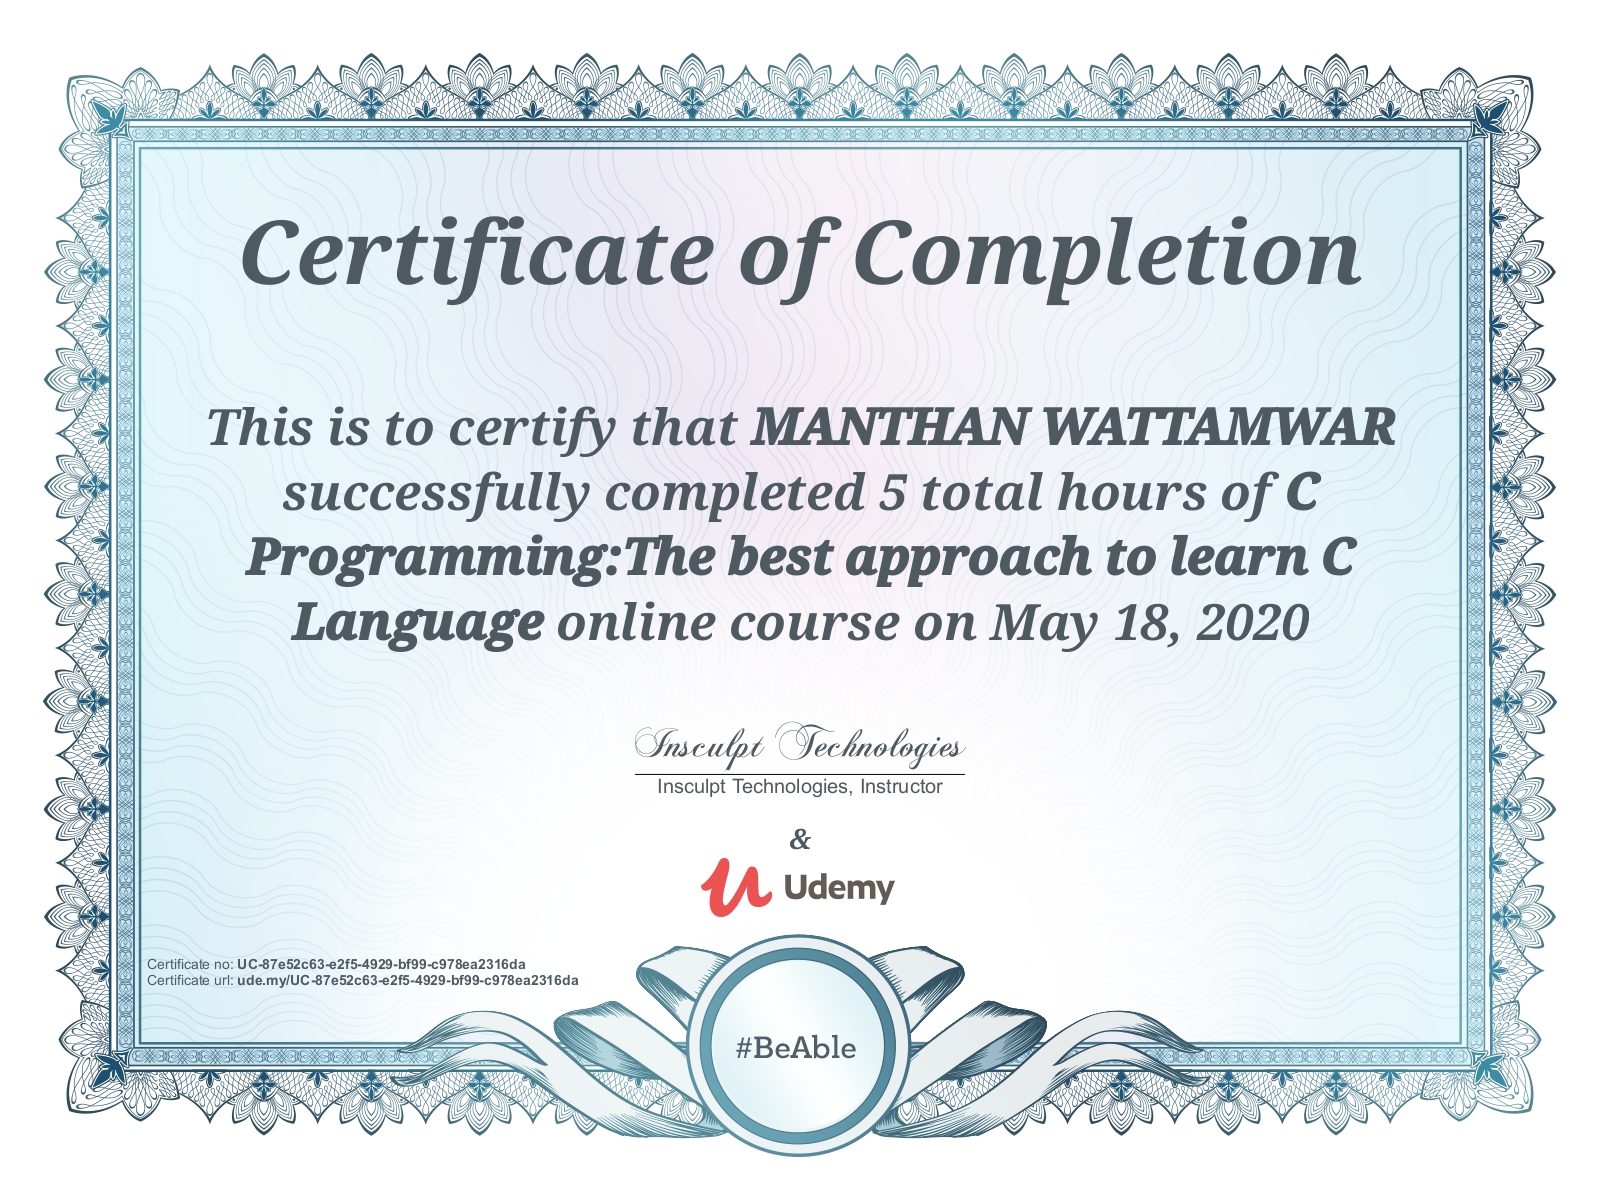 Certificate of Completion
This is to certify that MANTHAN WATTAMWAR
successfully completed 5 total hours of C
Programming:The best approach to learn C
Language online course on May 18, 2020
Insculpt Technologies
Insculpt Technologies, Instructor
&
Udemy
Certificate no: UC-87e52c63-e2f5-4929-bf99-c978ea2316da
Certificate url: ude.my/UC-87e52c63-e2f5-4929-bf99-c978ea2316da
#BeAble